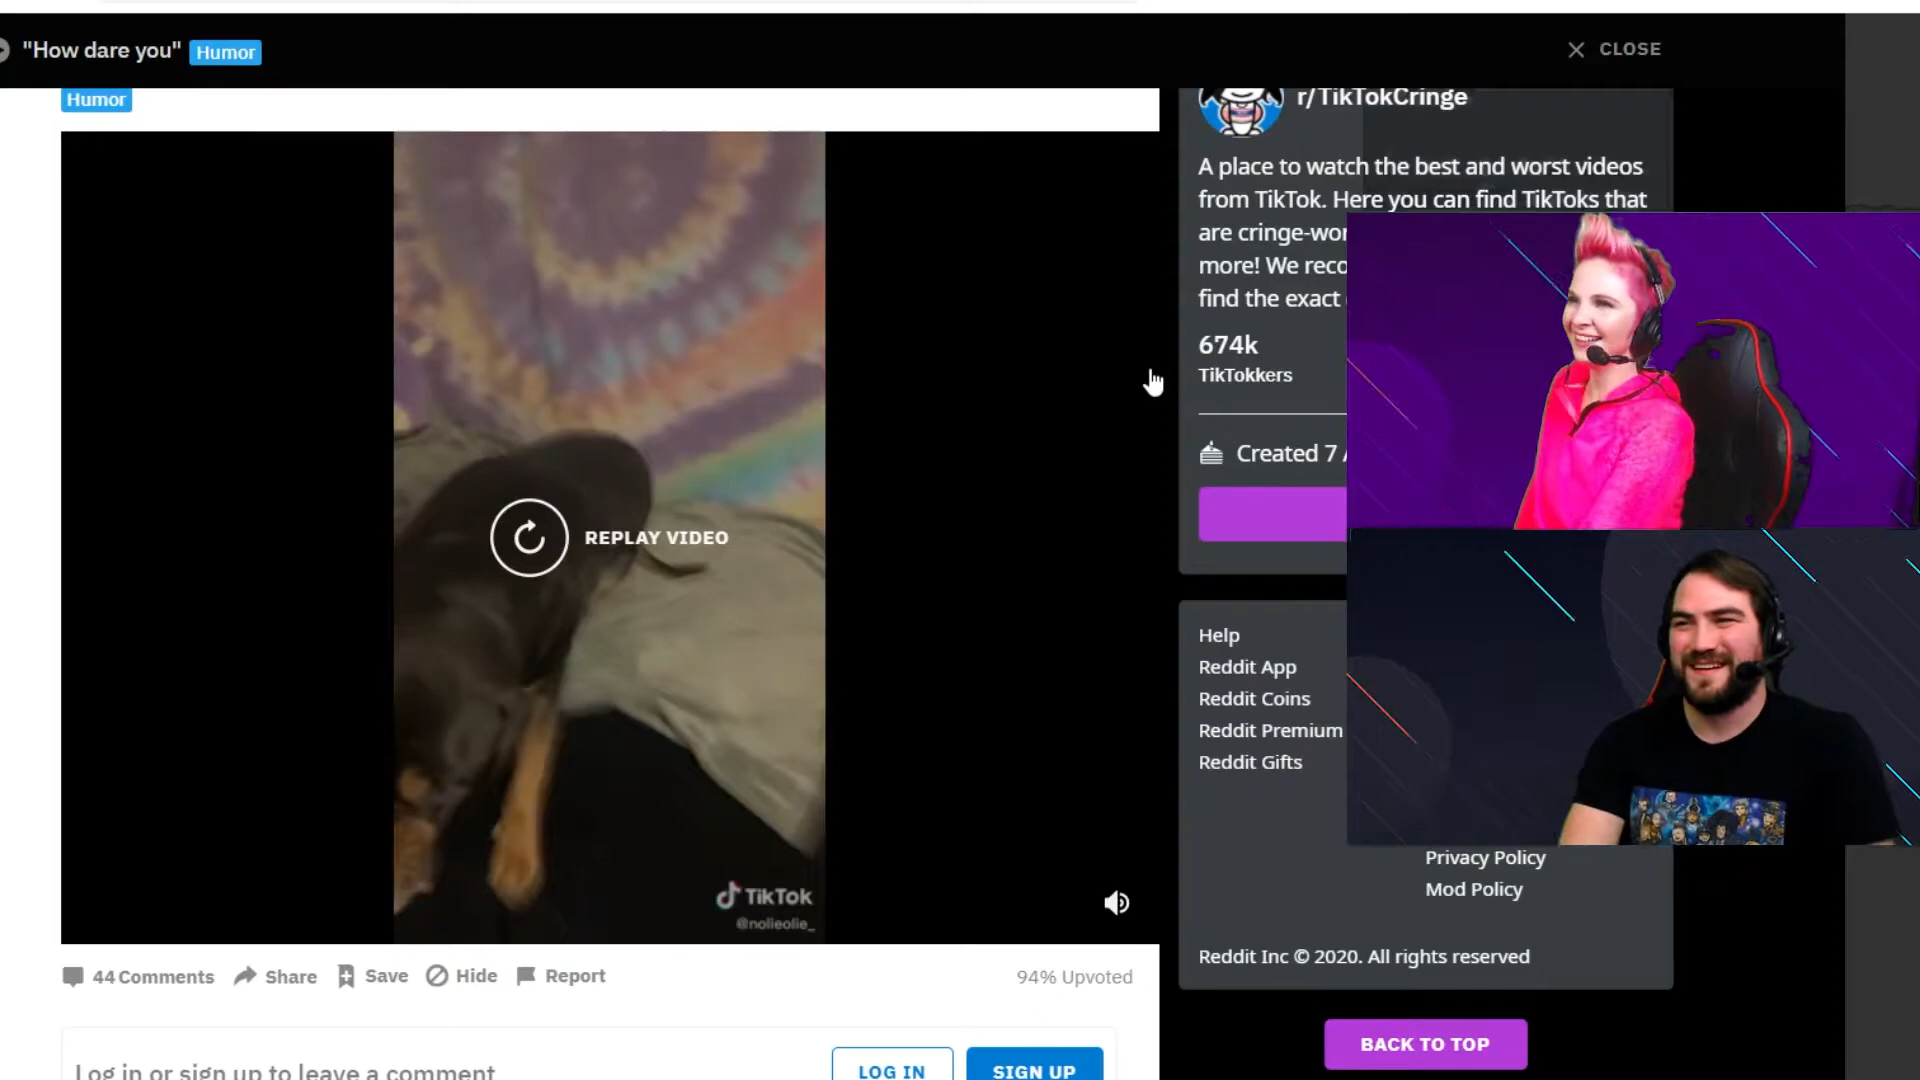 "How dare you" Humor
CLOSE
Humor
r/TikTokCringe
A place to watch the best and worst videos
from TikTok. Here you can find TikToks that
are cringe-wor
more! We reco
find the exact
674k
TikTokkers
Created 7
REPLAY VIDEO
Help
Reddit App
Reddit Coins
Reddit Premium
Reddit Gifts
Privacy Policy
Mod Policy
TikTok
@nolieolie_
Reddit Inc © 2020. All rights reserved
44 Comments Share Save Hide Report 94% Upvoted
BACK TO TOP
Log in or sign up to leave a comment LOG IN SIGN UP